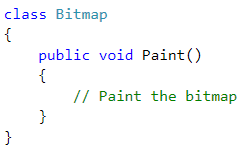 class Bitmap
{
    public void Paint()
    {
        // Paint the bitmap
    }
}